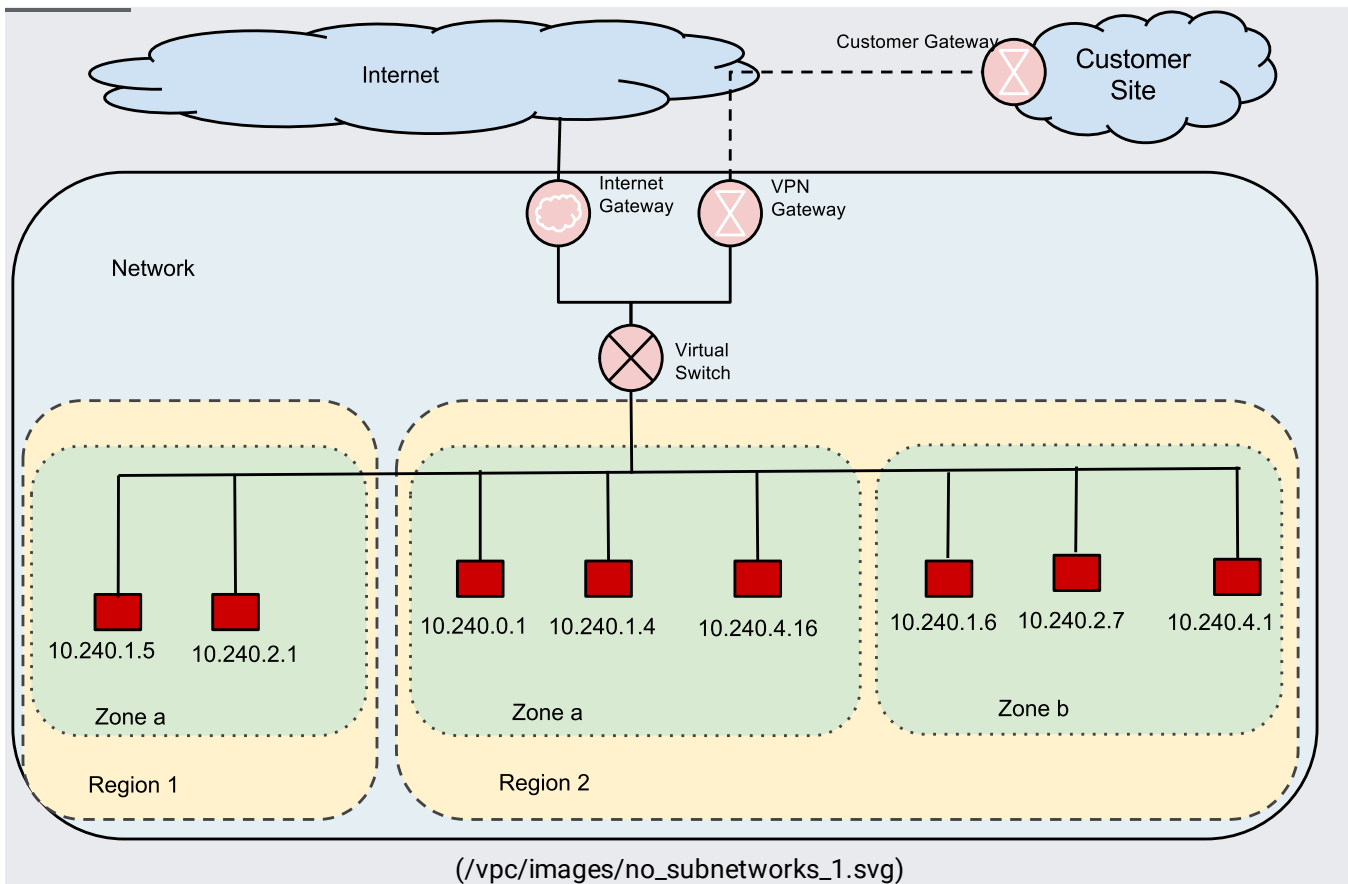 Internet
Customer Gateway
Customer
Site
Internet
Gateway
VPN
Gateway
Network
Virtual
Switch
10.240.1.5
10.240.2.1
10.240.0.1
10.240.1.4
10.240.4.16
10.240.1.6
10.240.2.7
10.240.4.1
Zone a
Zone a
Zone b
Region 1
Region 2
(/vpc/images/no_subnetworks_1.svg)